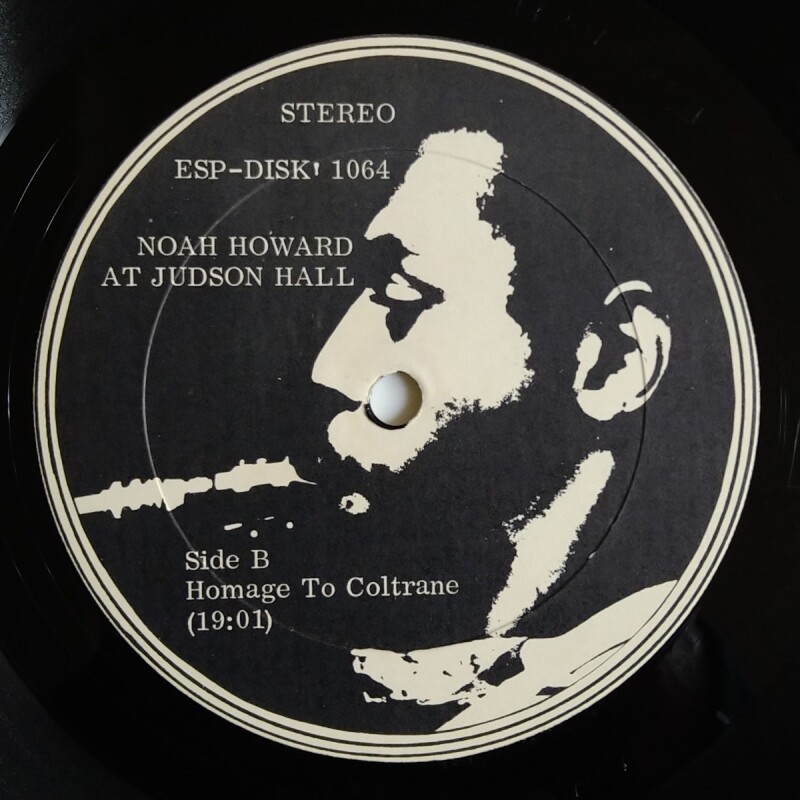 STEREO
ESP-DISK' 1064
NOAH HOWARD
AT JUDSON HALL
Side B
Homage To Coltrane
(19:01)